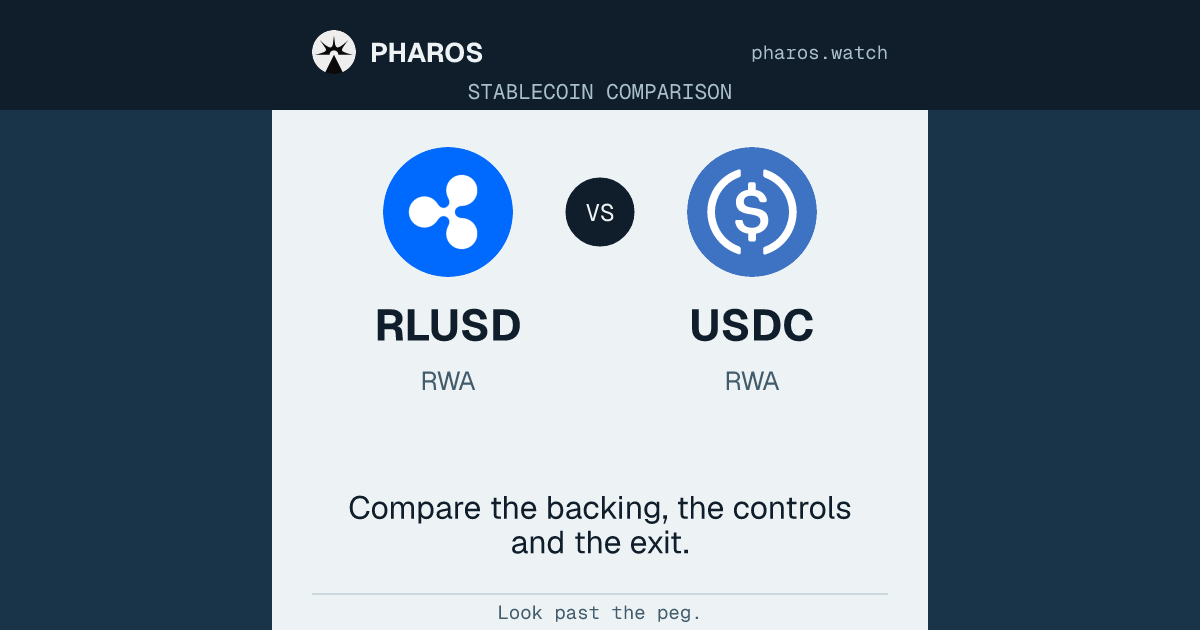 PHAROS
pharos.watch
STABLECOIN COMPARISON
VS
RLUSD
USDC
RWA
RWA
Compare the backing, the controls
and the exit.
Look past the peg.